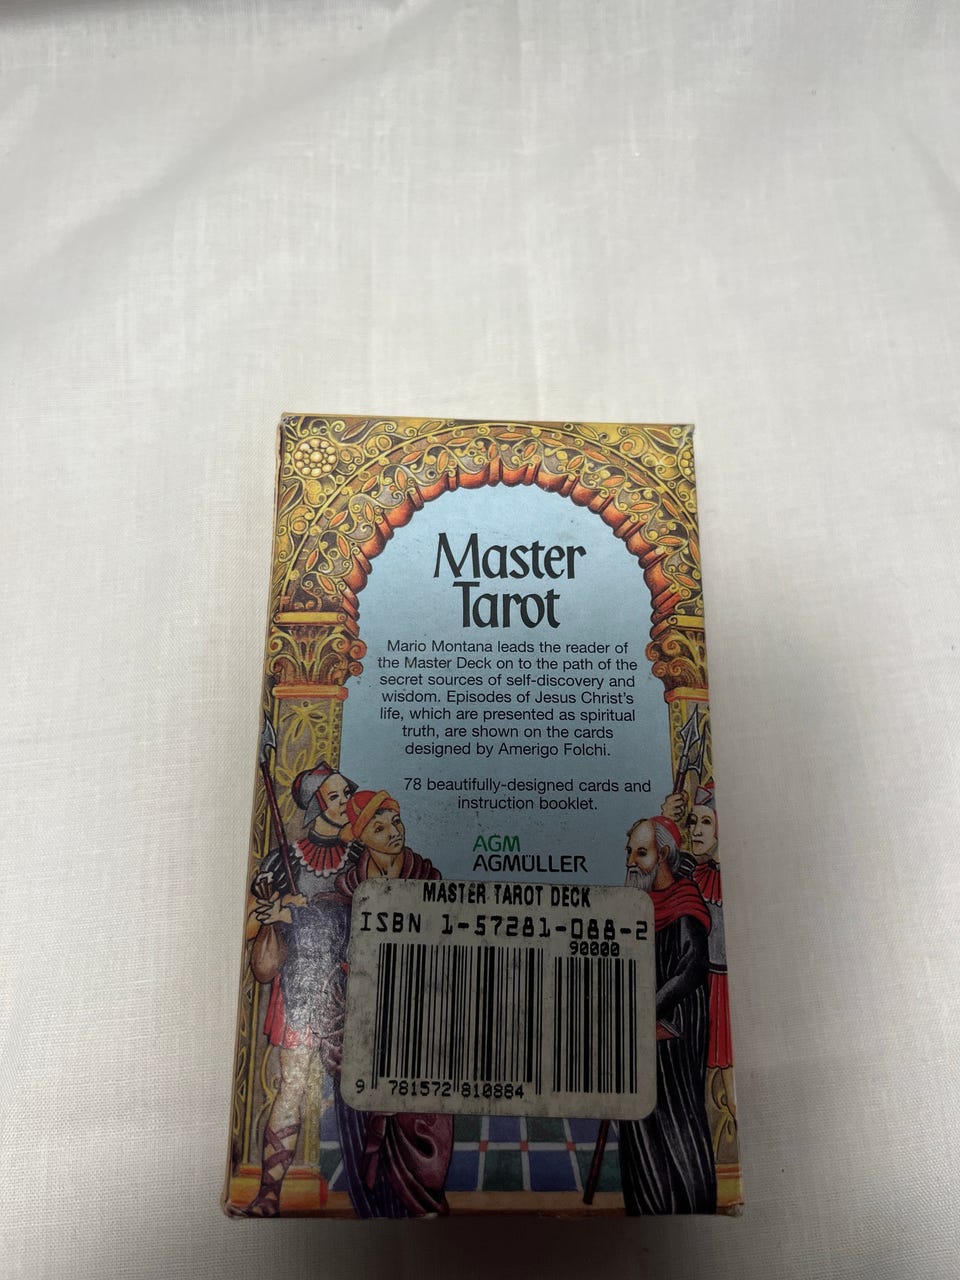 Master
Tarot
Mario Montana leads the reader of
the Master Deck on to the path of the
secret sources of self-discovery and
wisdom. Episodes of Jesus Christ's
life, which are presented as spiritual
truth, are shown on the cards
designed by Amerigo Folchi.
78 beautifully-designed cards and
instruction booklet.
AGM
AGMÜLLER
MASTER TAROT DECK
ISBN 1-57281-088-2
90000
9 781572 810884